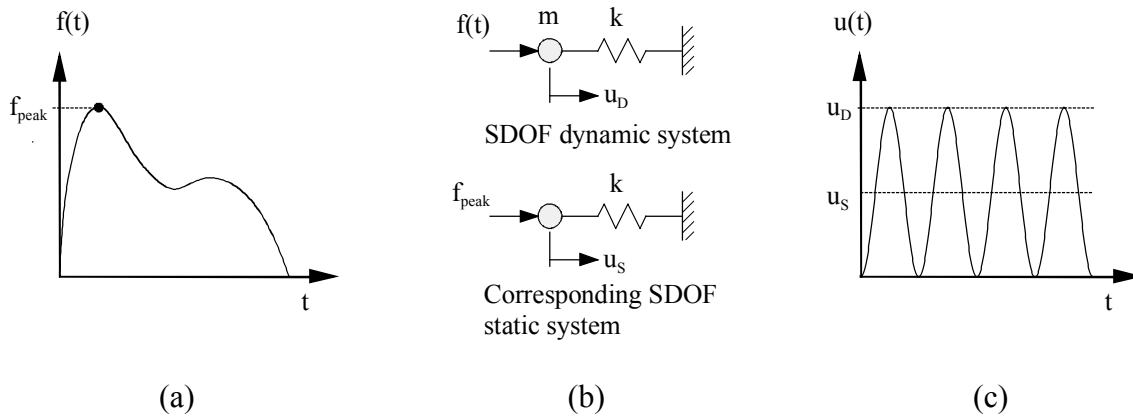 f(t)
f_peak
t
(a)
f(t)
m
k
u_D
SDOF dynamic system
f_peak
k
u_S
Corresponding SDOF
static system
(b)
u(t)
u_D
u_S
t
(c)